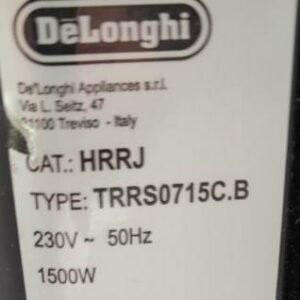 DeLonghi
De'Longhi Appliances s.r.l.
Via L. Seitz, 47
31100 Treviso - Italy
CAT.: HRRJ
TYPE: TRRS0715C.B
230V ~ 50Hz
1500W